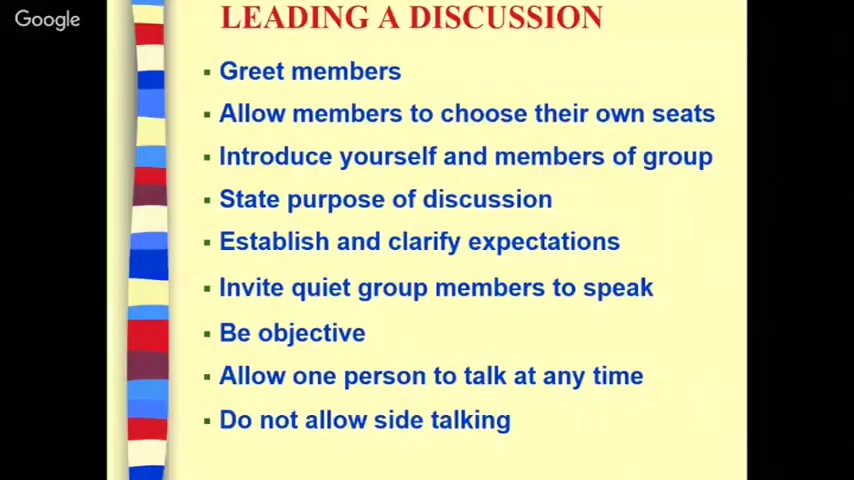 Google
LEADING A DISCUSSION
▪ Greet members
▪ Allow members to choose their own seats
▪ Introduce yourself and members of group
▪ State purpose of discussion
▪ Establish and clarify expectations
▪ Invite quiet group members to speak
▪ Be objective
▪ Allow one person to talk at any time
▪ Do not allow side talking